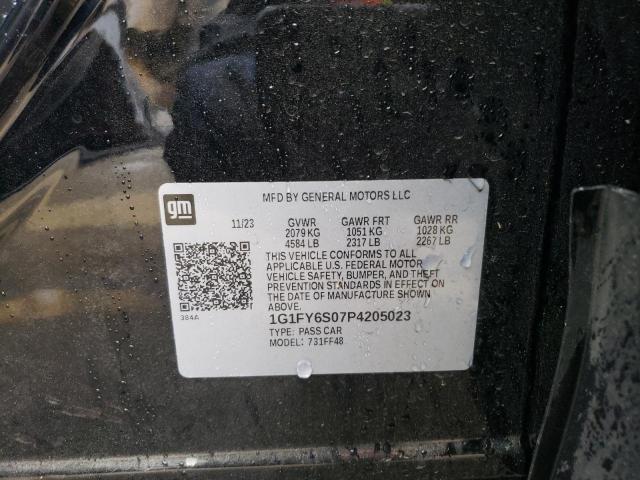 gm
MFD BY GENERAL MOTORS LLC
11/23 GVWR GAWR FRT GAWR RR
2079 KG 1051 KG 1028 KG
4584 LB 2317 LB 2267 LB
THIS VEHICLE CONFORMS TO ALL
APPLICABLE U.S. FEDERAL MOTOR
VEHICLE SAFETY, BUMPER, AND THEFT
PREVENTION STANDARDS IN EFFECT ON
THE DATE OF MANUFACTURE SHOWN
ABOVE.
384A
1G1FY6S07P4205023
TYPE: PASS CAR
MODEL: 731FF48